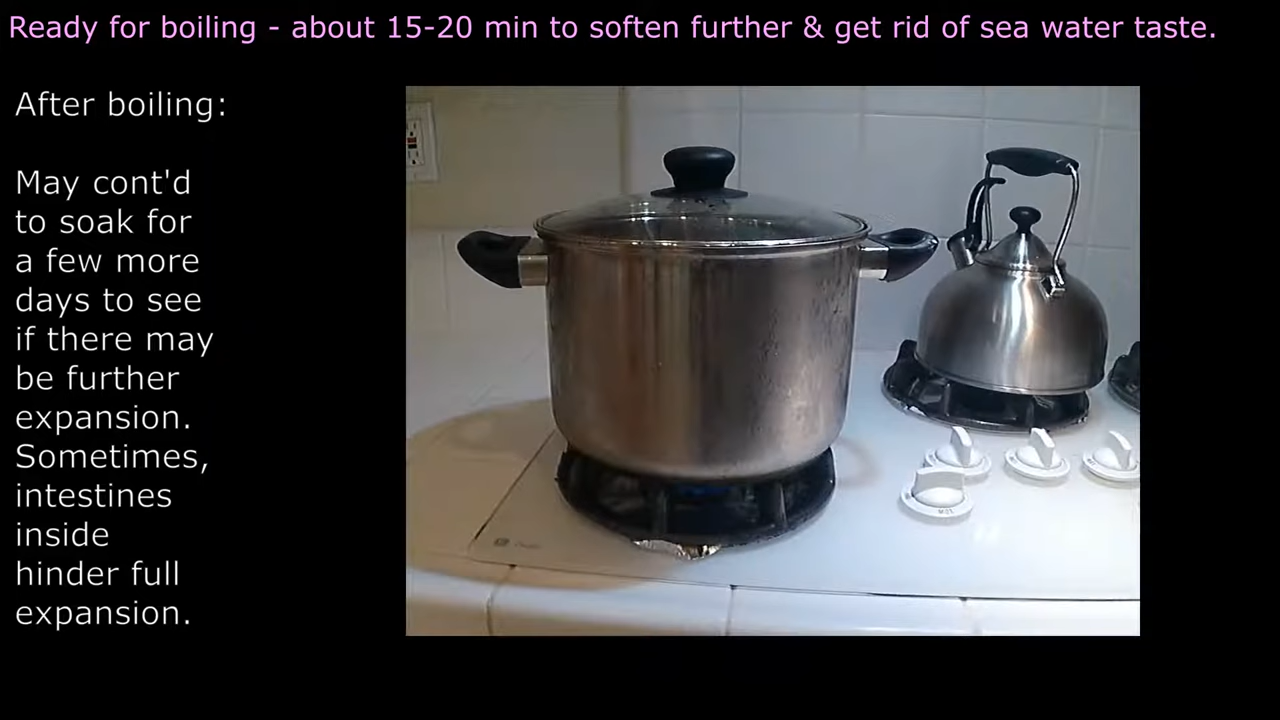 Ready for boiling - about 15-20 min to soften further & get rid of sea water taste.
After boiling:
May cont'd
to soak for
a few more
days to see
if there may
be further
expansion.
Sometimes,
intestines
inside
hinder full
expansion.